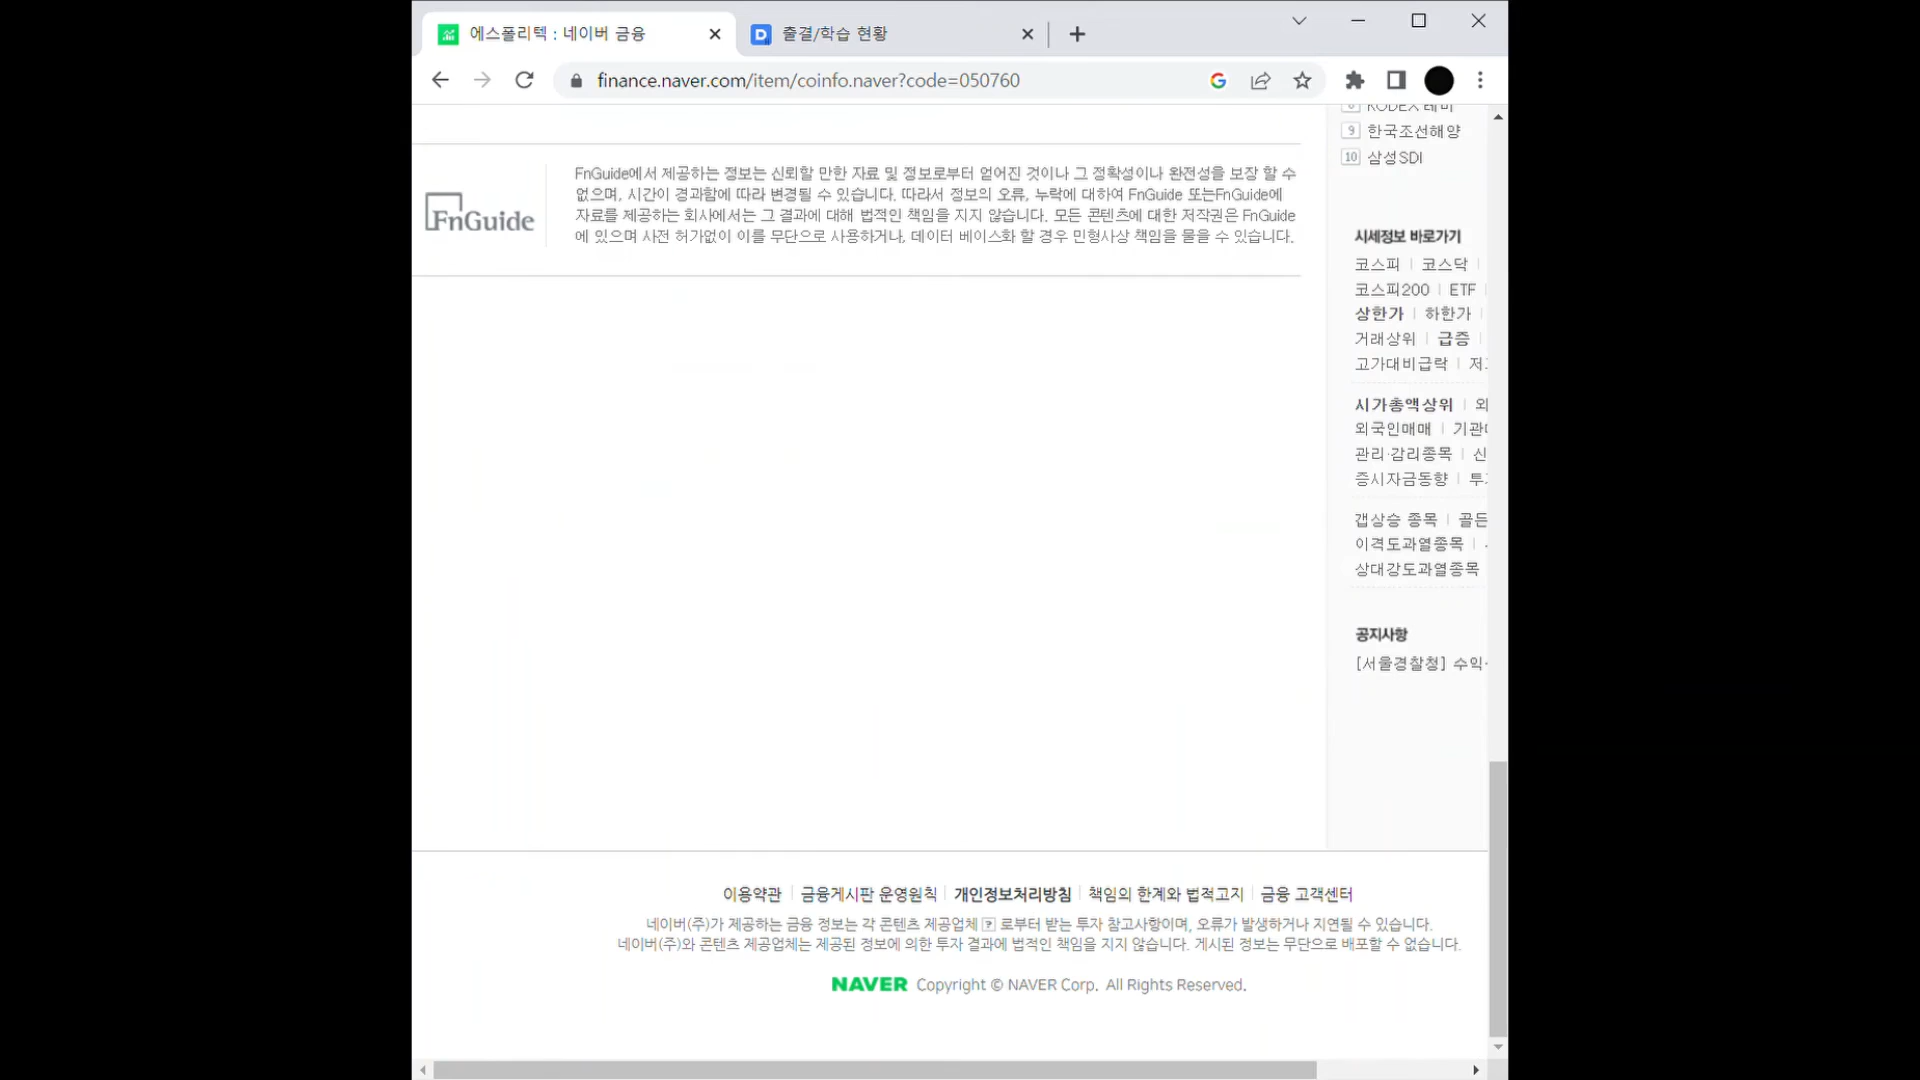 에스폴리텍 : 네이버 금융
출결/학습 현황
finance.naver.com/item/coinfo.naver?code=050760
9 한국조선해양
10 삼성SDI
FnGuide
FnGuide에서 제공하는 정보는 신뢰할 만한 자료 및 정보로부터 얻어진 것이나 그 정확성이나 완전성을 보장 할 수
없으며, 시간이 경과함에 따라 변경될 수 있습니다. 따라서 정보의 오류, 누락에 대하여 FnGuide 또는FnGuide에
자료를 제공하는 회사에서는 그 결과에 대해 법적인 책임을 지지 않습니다. 모든 콘텐츠에 대한 저작권은 FnGuide
에 있으며 사전 허가없이 이를 무단으로 사용하거나, 데이터 베이스화 할 경우 민형사상 책임을 물을 수 있습니다.
시세정보 바로가기
코스피 코스닥
코스피200 ETF
상한가 하한가
거래상위 급증
고가대비급락 저
시가총액상위 외
외국인매매 기관
관리·감리종목 신
증시자금동향 투
갭상승 종목 골든
이격도과열종목
상대강도과열종목
공지사항
[서울경찰청] 수익
이용약관 금융게시판 운영원칙 개인정보처리방침 책임의 한계와 법적고지 금융 고객센터
네이버(주)가 제공하는 금융 정보는 각 콘텐츠 제공업체 ? 로부터 받는 투자 참고사항이며, 오류가 발생하거나 지연될 수 있습니다.
네이버(주)와 콘텐츠 제공업체는 제공된 정보에 의한 투자 결과에 법적인 책임을 지지 않습니다. 게시된 정보는 무단으로 배포할 수 없습니다.
NAVER Copyright © NAVER Corp. All Rights Reserved.